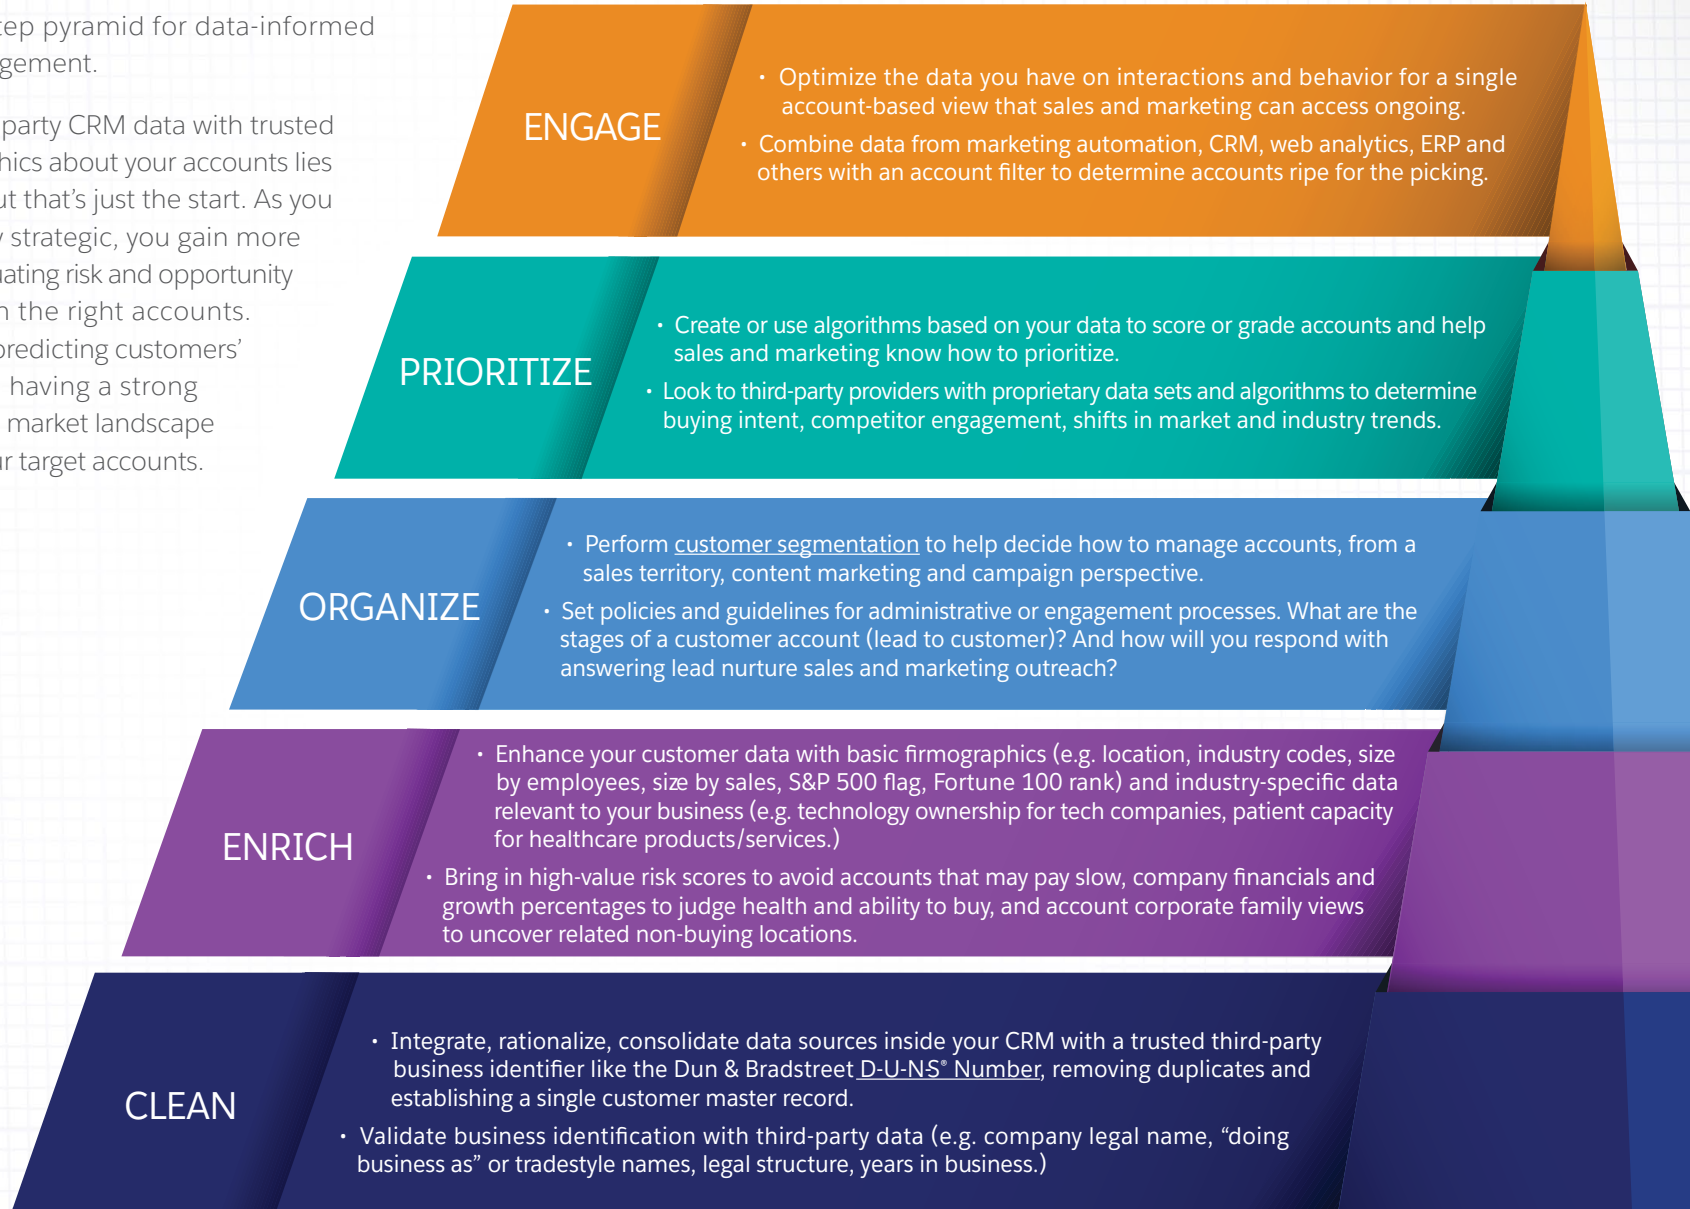 step pyramid for data-informed
gement.
party CRM data with trusted
hics about your accounts lies
ut that’s just the start. As you
y strategic, you gain more
uating risk and opportunity
n the right accounts.
predicting customers’
having a strong
market landscape
ur target accounts.
ENGAGE
• Optimize the data you have on interactions and behavior for a single
account-based view that sales and marketing can access ongoing.
• Combine data from marketing automation, CRM, web analytics, ERP and
others with an account filter to determine accounts ripe for the picking.
PRIORITIZE
• Create or use algorithms based on your data to score or grade accounts and help
sales and marketing know how to prioritize.
• Look to third-party providers with proprietary data sets and algorithms to determine
buying intent, competitor engagement, shifts in market and industry trends.
ORGANIZE
• Perform customer segmentation to help decide how to manage accounts, from a
sales territory, content marketing and campaign perspective.
• Set policies and guidelines for administrative or engagement processes. What are the
stages of a customer account (lead to customer)? And how will you respond with
answering lead nurture sales and marketing outreach?
ENRICH
• Enhance your customer data with basic firmographics (e.g. location, industry codes, size
by employees, size by sales, S&P 500 flag, Fortune 100 rank) and industry-specific data
relevant to your business (e.g. technology ownership for tech companies, patient capacity
for healthcare products/services.)
• Bring in high-value risk scores to avoid accounts that may pay slow, company financials and
growth percentages to judge health and ability to buy, and account corporate family views
to uncover related non-buying locations.
CLEAN
• Integrate, rationalize, consolidate data sources inside your CRM with a trusted third-party
business identifier like the Dun & Bradstreet D-U-N-S® Number, removing duplicates and
establishing a single customer master record.
• Validate business identification with third-party data (e.g. company legal name, “doing
business as” or tradestyle names, legal structure, years in business.)